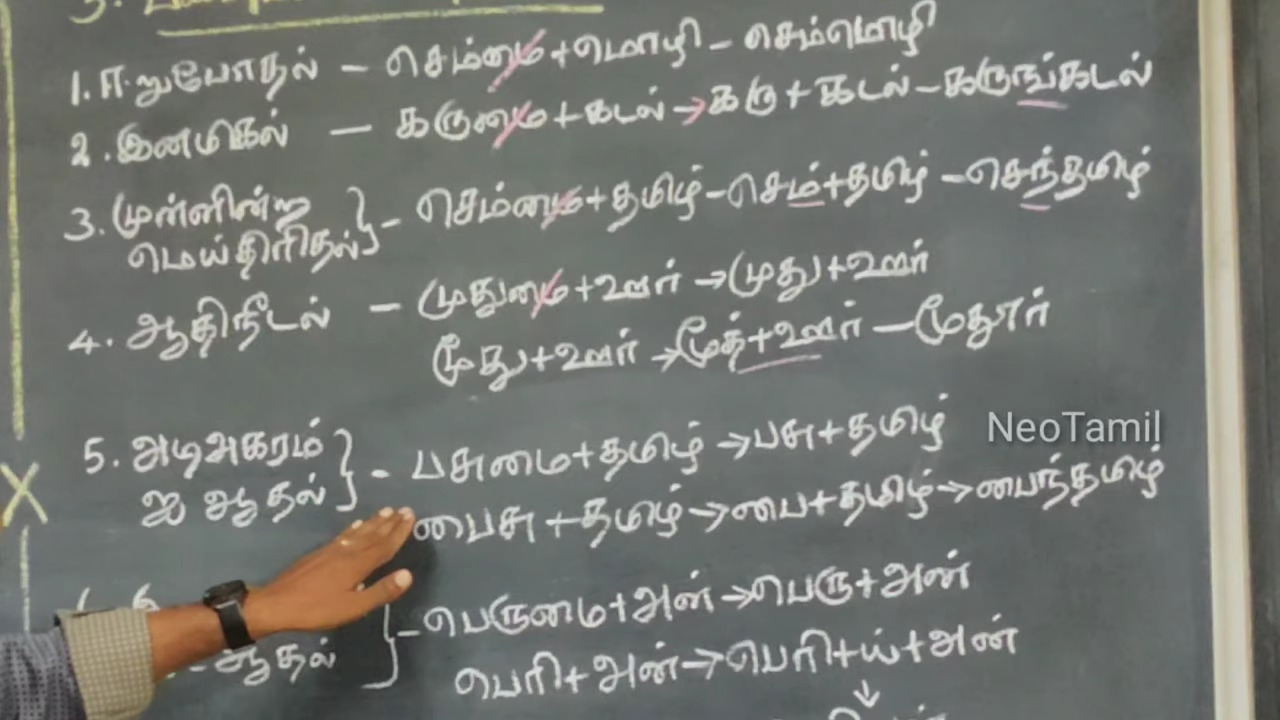 1. ஈறுபோதல் – செம்மை+மொழி – செம்மொழி
2. இனமிகல் – கருமை+கடல் → கரு+கடல் – கருங்கடல்
3. முன்னின்ற
மெய்திரிதல் } – செம்மை+தமிழ் – செம்+தமிழ் – செந்தமிழ்
4. ஆதிநீடல் – முதுமை+ஊர் → முது+ஊர்
மூது+ஊர் → மூத்+ஊர் – மூதூர்
5. அடிஅகரம்
ஐ ஆதல் } – பசுமை+தமிழ் → பசு+தமிழ்
பைசு+தமிழ் → பை+தமிழ் → பைந்தமிழ்
NeoTamil
ஆதல் } – பெருமை+அன் → பெரு+அன்
பெரி+அன் → பெரி+ய்+அன்